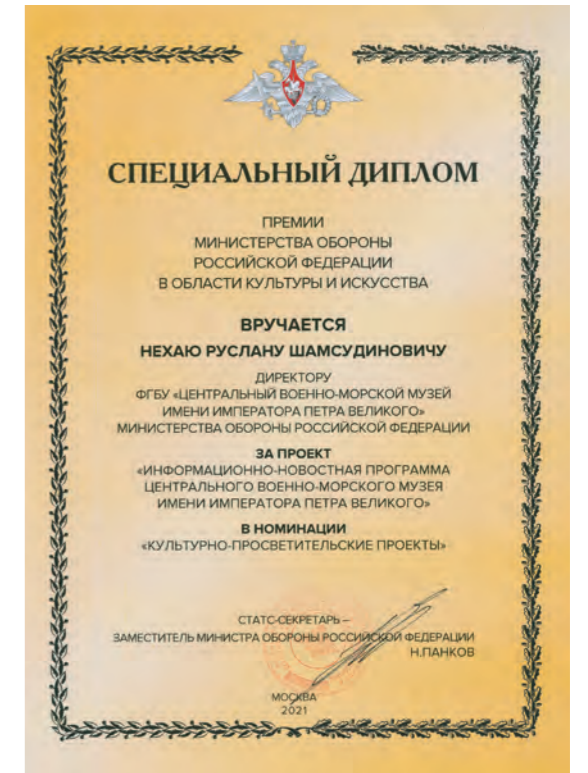 СПЕЦИАЛЬНЫЙ ДИПЛОМ
ПРЕМИИ
МИНИСТЕРСТВА ОБОРОНЫ
РОССИЙСКОЙ ФЕДЕРАЦИИ
В ОБЛАСТИ КУЛЬТУРЫ И ИСКУССТВА
ВРУЧАЕТСЯ
НЕХАЮ РУСЛАНУ ШАМСУДИНОВИЧУ
ДИРЕКТОРУ
ФГБУ «ЦЕНТРАЛЬНЫЙ ВОЕННО-МОРСКОЙ МУЗЕЙ
ИМЕНИ ИМПЕРАТОРА ПЕТРА ВЕЛИКОГО»
МИНИСТЕРСТВА ОБОРОНЫ РОССИЙСКОЙ ФЕДЕРАЦИИ
ЗА ПРОЕКТ
«ИНФОРМАЦИОННО-НОВОСТНАЯ ПРОГРАММА
ЦЕНТРАЛЬНОГО ВОЕННО-МОРСКОГО МУЗЕЯ
ИМЕНИ ИМПЕРАТОРА ПЕТРА ВЕЛИКОГО»
В НОМИНАЦИИ
«КУЛЬТУРНО-ПРОСВЕТИТЕЛЬСКИЕ ПРОЕКТЫ»
СТАТС-СЕКРЕТАРЬ –
ЗАМЕСТИТЕЛЬ МИНИСТРА ОБОРОНЫ РОССИЙСКОЙ ФЕДЕРАЦИИ
Н.ПАНКОВ
МОСКВА
2021